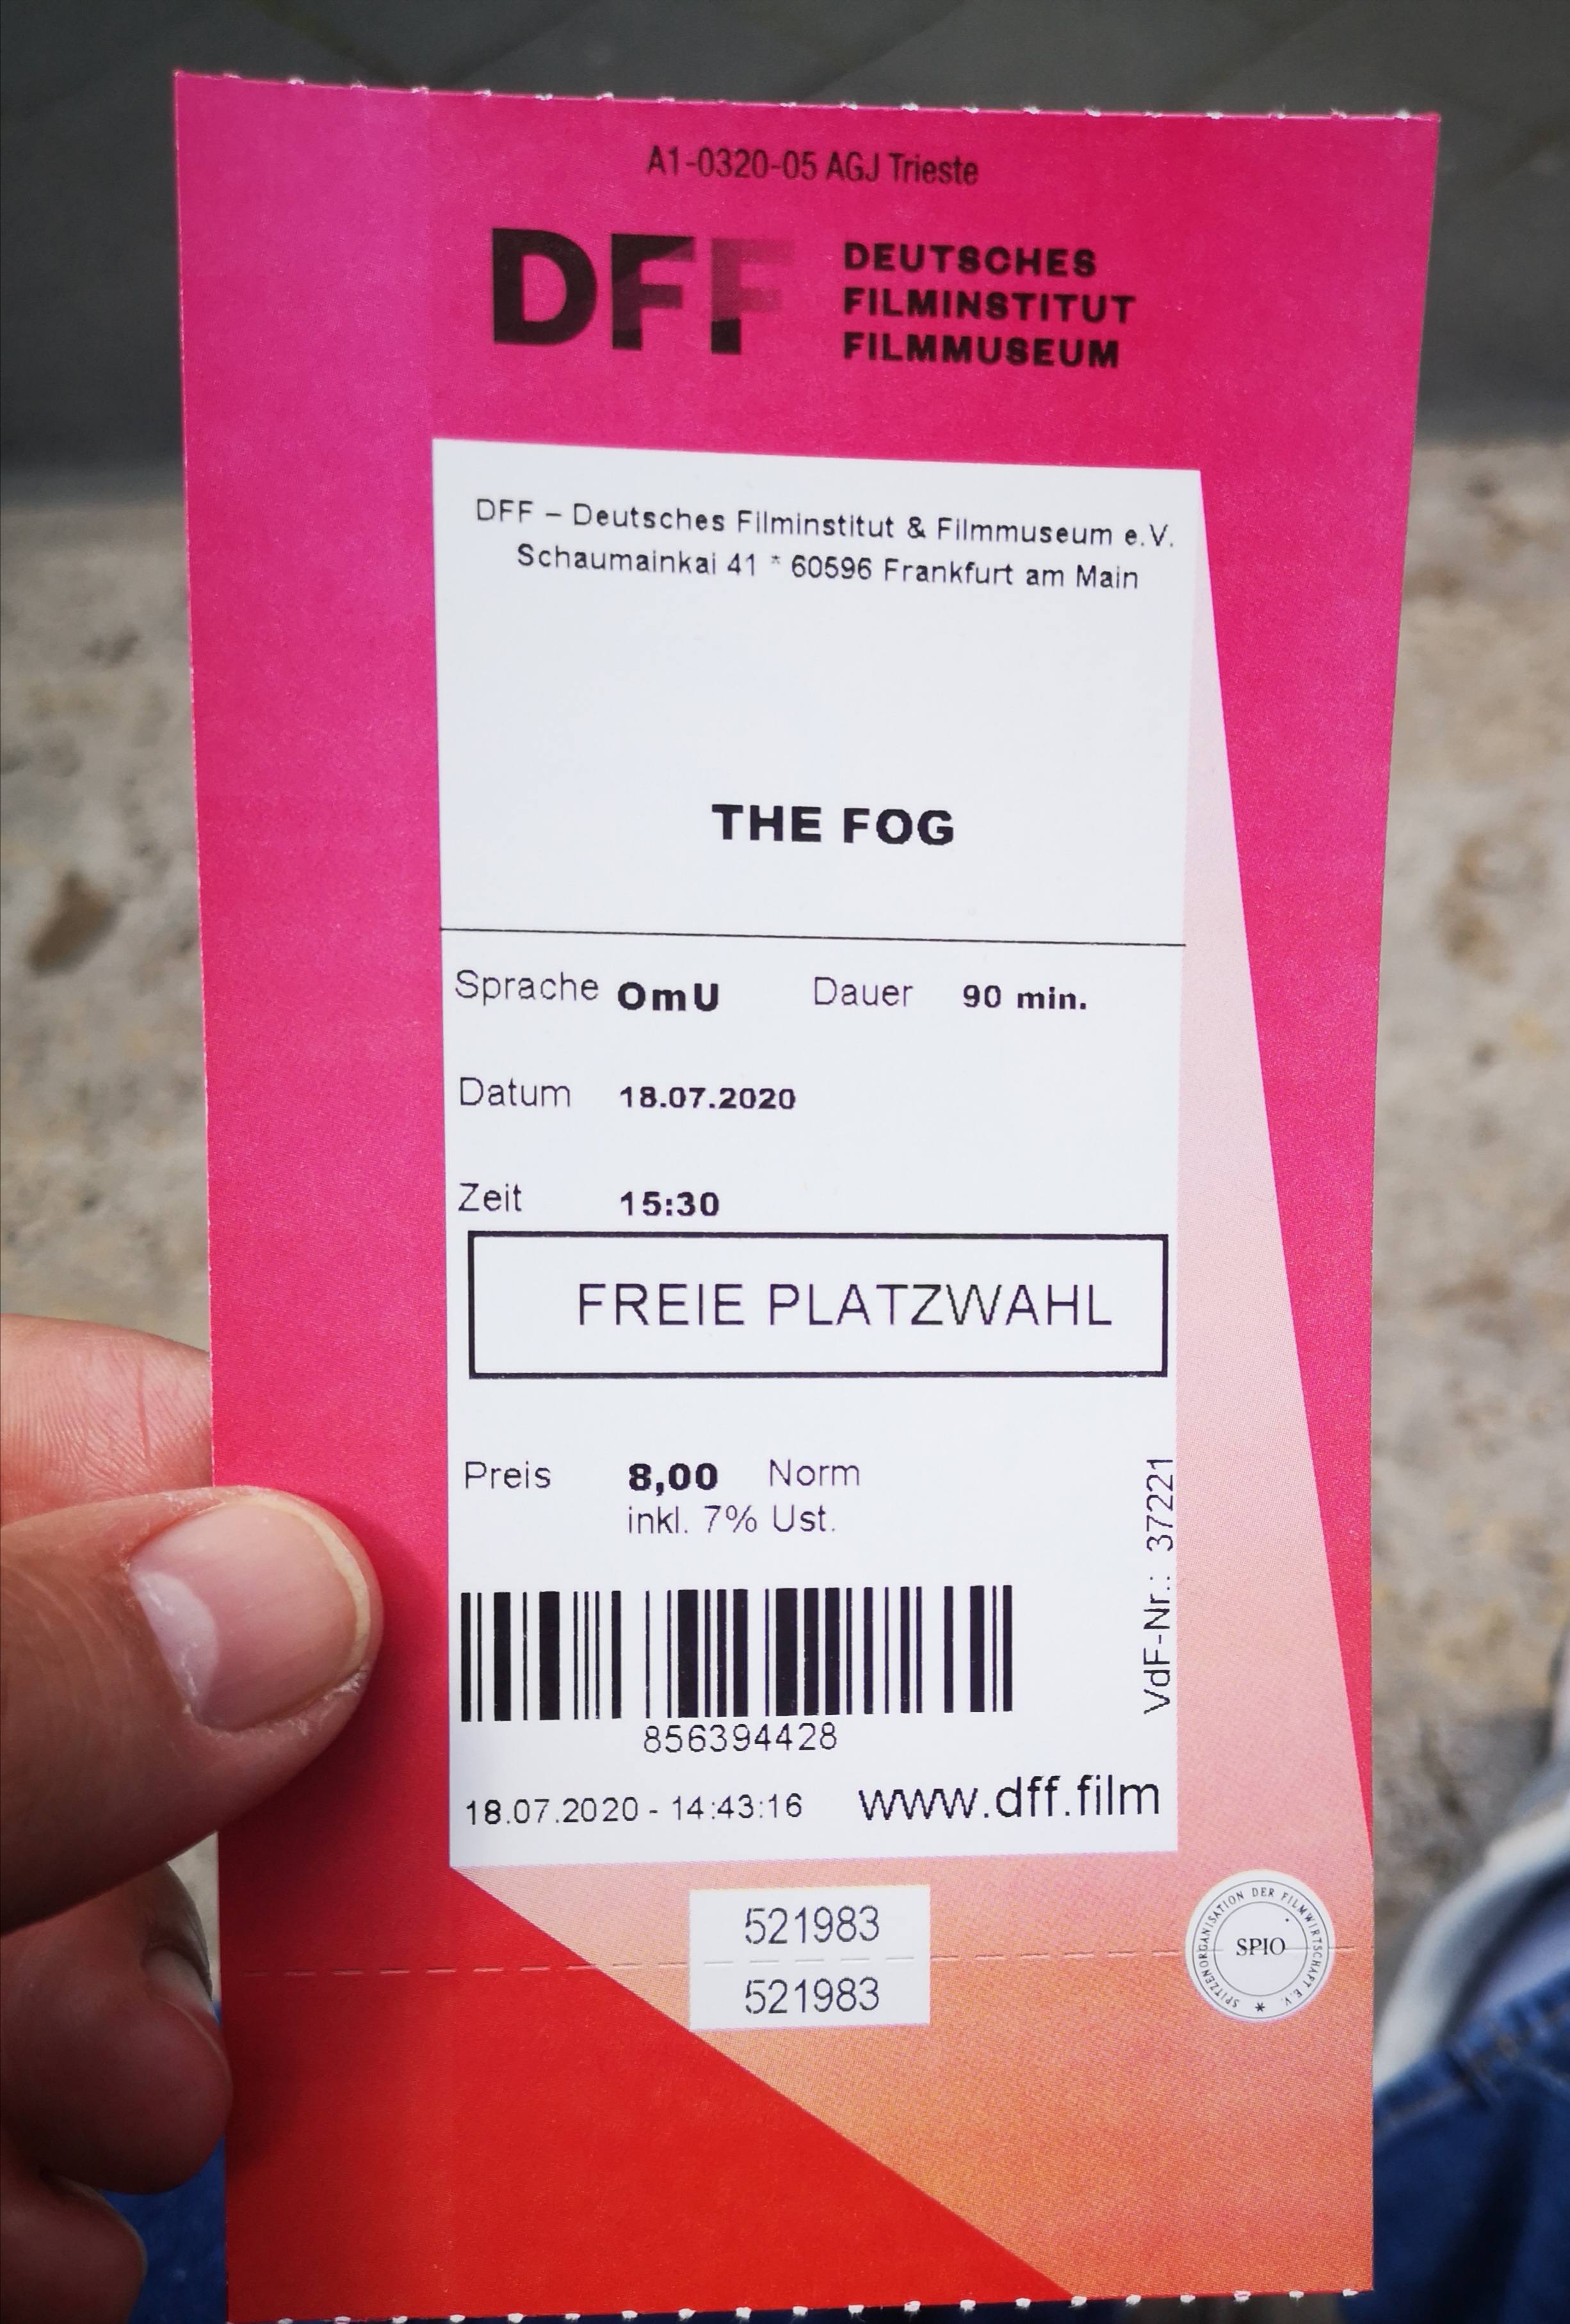 A1-0320-05 AGJ Trieste
DFF
DEUTSCHES
FILMINSTITUT
FILMMUSEUM
DFF – Deutsches Filminstitut & Filmmuseum e.V.
Schaumainkai 41 * 60596 Frankfurt am Main
THE FOG
Sprache OmU Dauer 90 min.
Datum 18.07.2020
Zeit 15:30
FREIE PLATZWAHL
Preis 8,00 Norm
inkl. 7% Ust.
VdF-Nr.: 37221
856394428
18.07.2020 - 14:43:16 www.dff.film
521983
521983
SPITZENORGANISATION DER FILMWIRTSCHAFT E.V. *
SPIO